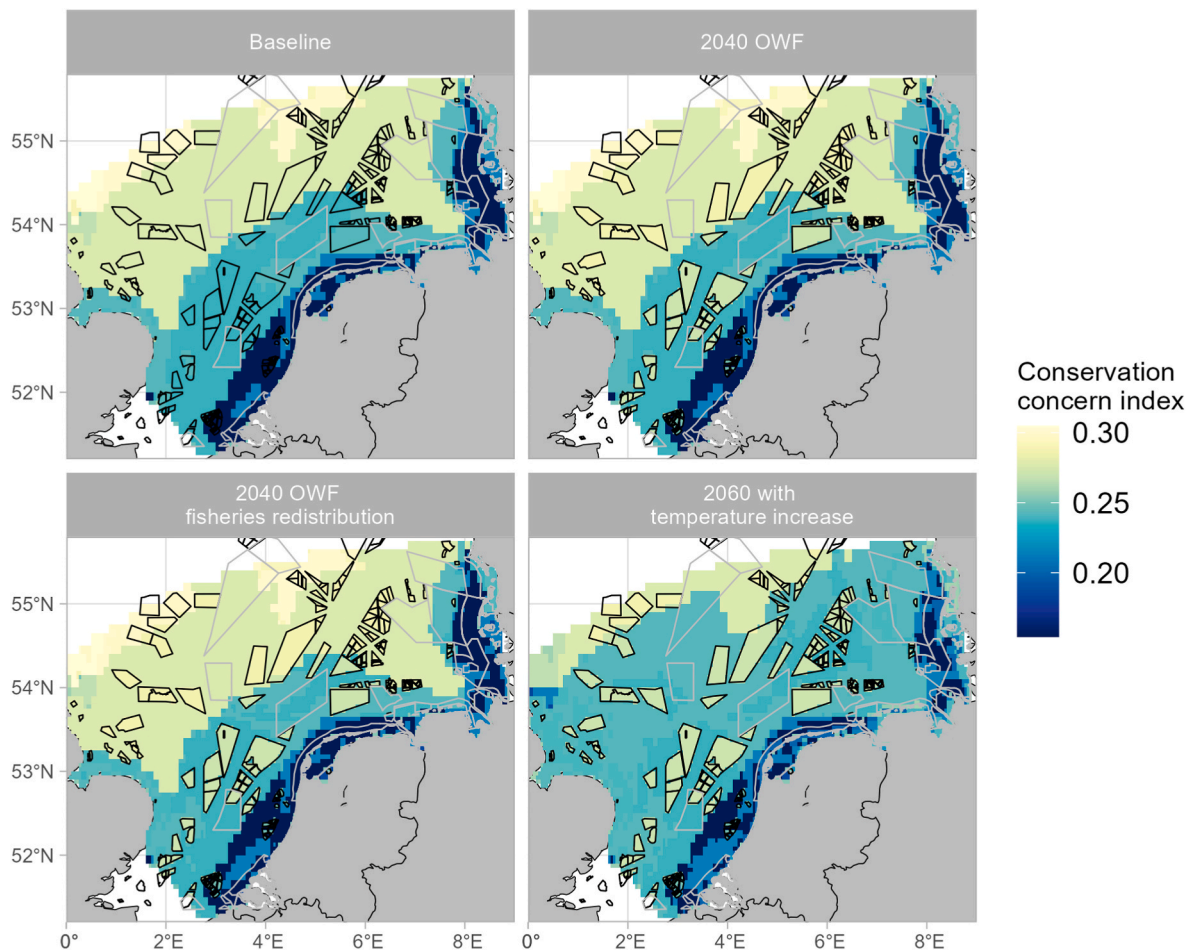 Baseline
2040 OWF
55°N
54°N
53°N
52°N
2040 OWF
fisheries redistribution
2060 with
temperature increase
55°N
54°N
53°N
52°N
0°
2°E
4°E
6°E
8°E
0°
2°E
4°E
6°E
8°E
Conservation
concern index
0.30
0.25
0.20